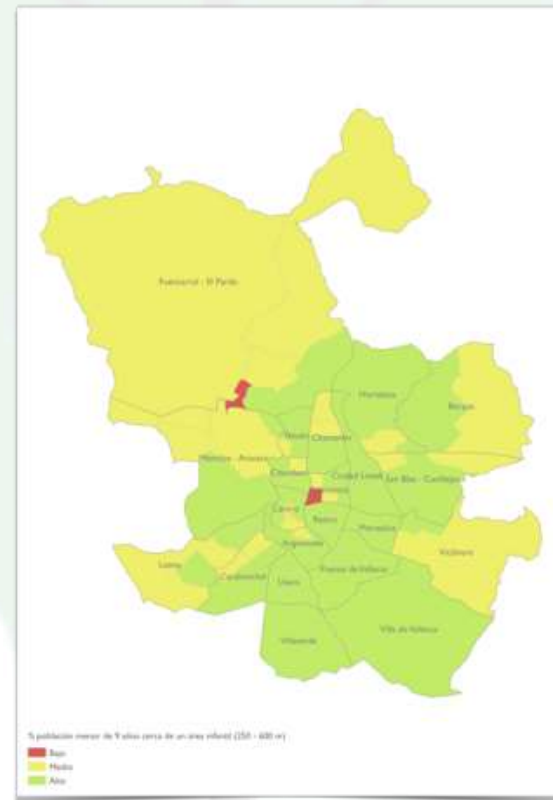 Fuencarral - El Pardo
Hortaleza
Barajas
Tetuán
Chamartín
Moncloa - Aravaca
Chamberí
Ciudad Lineal
San Blas - Canillejas
Centro
Retiro
Moratalaz
Arganzuela
Vicálvaro
Latina
Carabanchel
Usera
Puente de Vallecas
Villaverde
Villa de Vallecas
% población menor de 9 años cerca de un área infantil (250 - 600 m)
Bajo
Medio
Alto